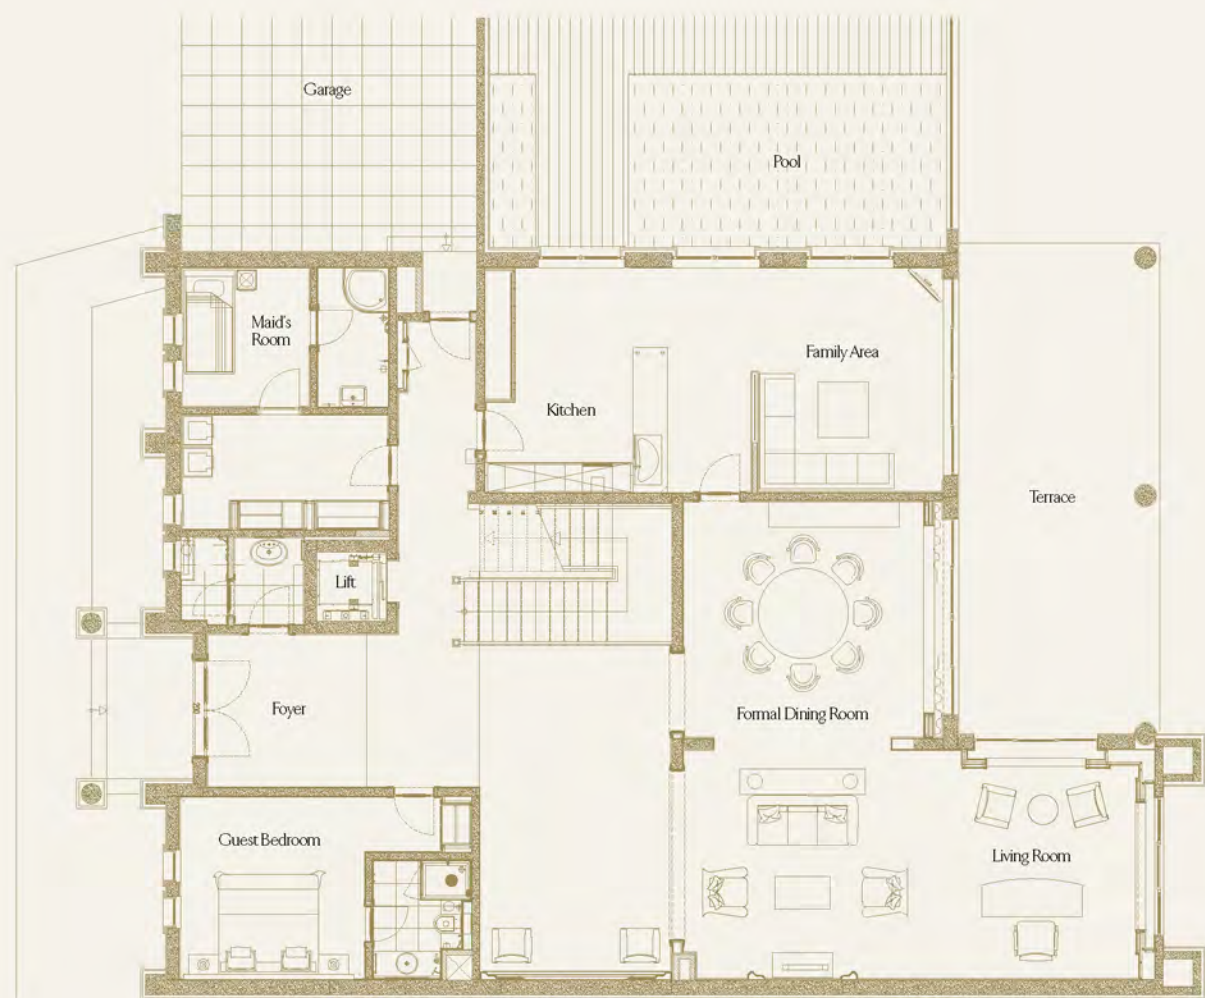 Garage
Pool
Maid's
Room
Family Area
Kitchen
Terrace
Lift
Foyer
Formal Dining Room
Guest Bedroom
Living Room